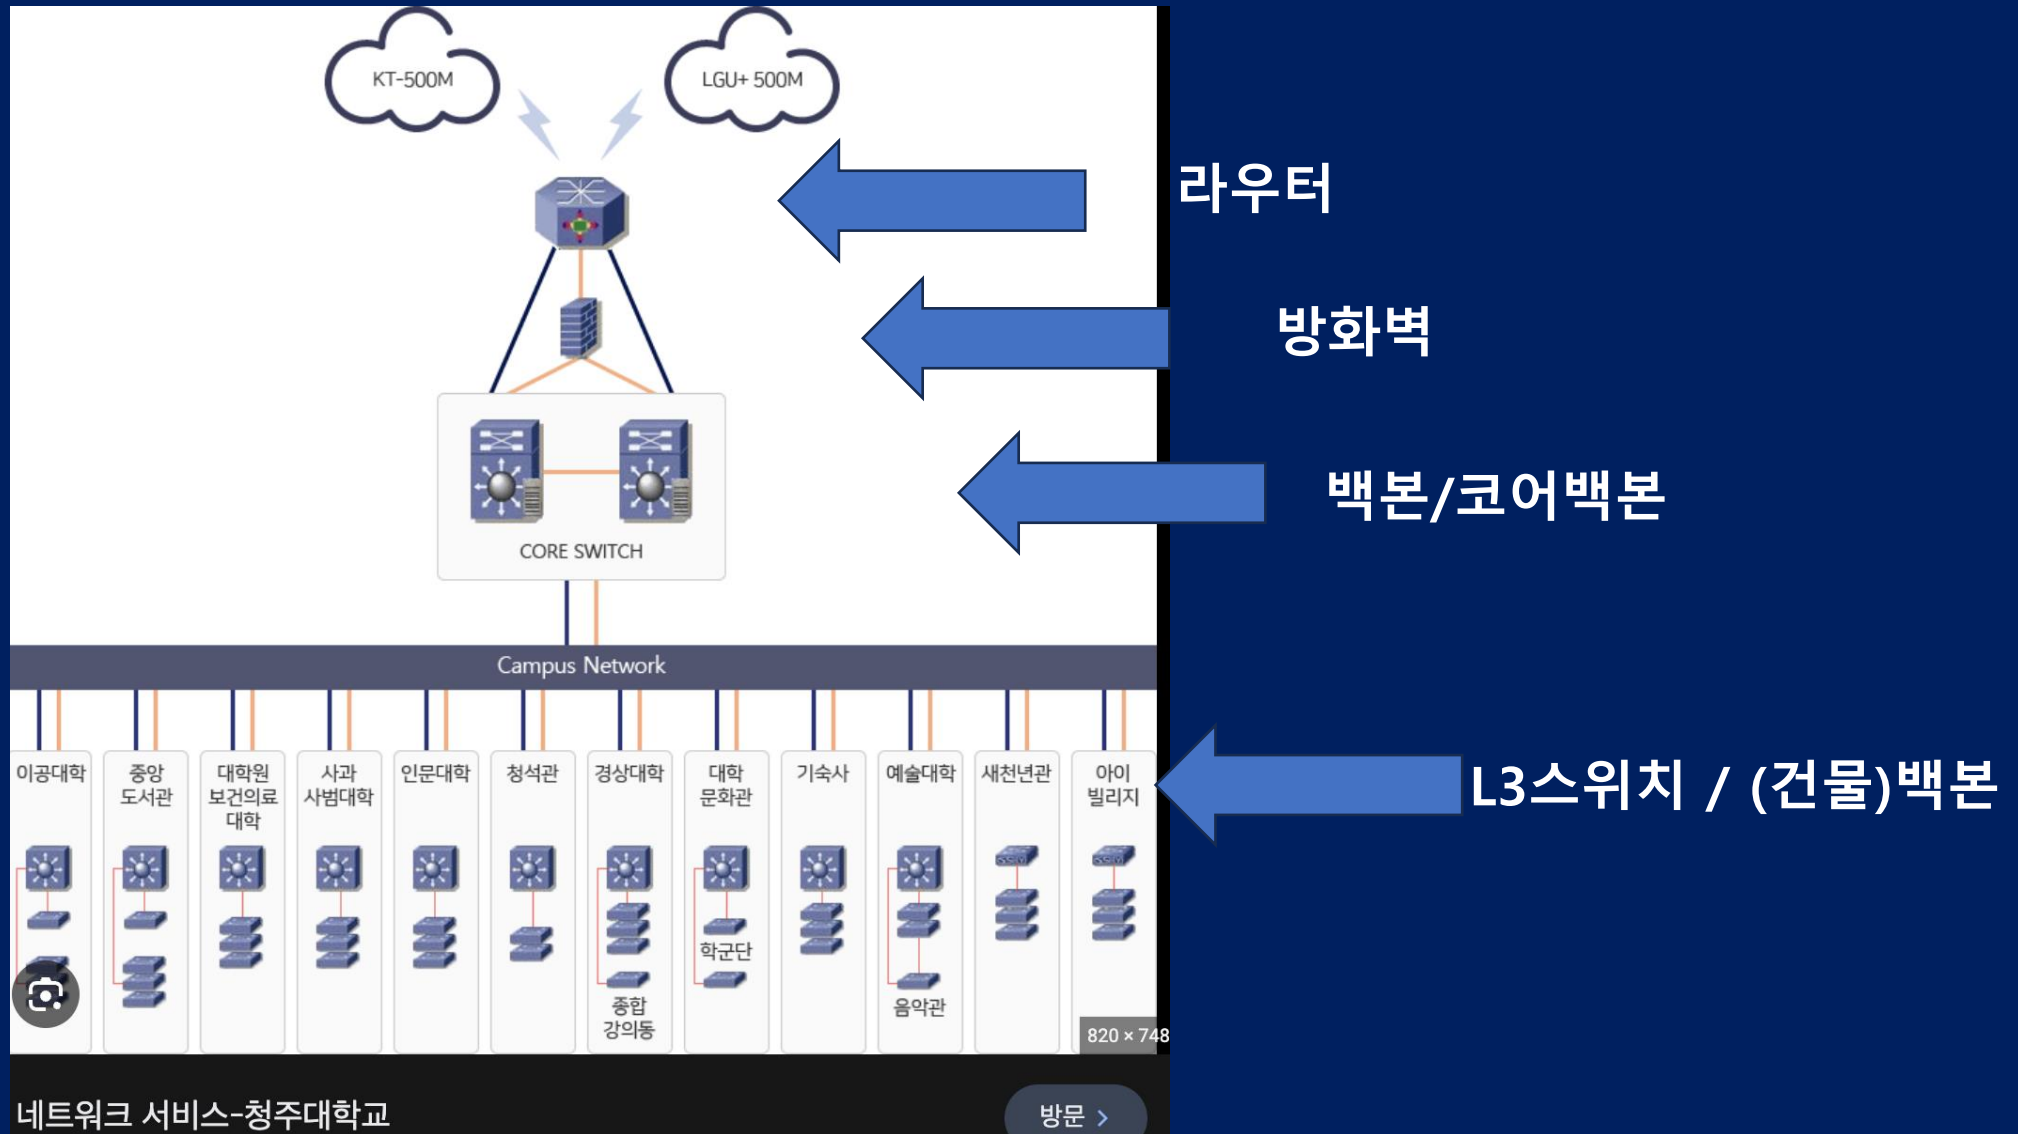 KT-500M
LGU+ 500M
라우터
방화벽
백본/코어백본
CORE SWITCH
Campus Network
이공대학
중앙
도서관
대학원
보건의료
대학
사과
사범대학
인문대학
청석관
경상대학
대학
문화관
기숙사
예술대학
새천년관
아이
빌리지
L3스위치 / (건물)백본
학군단
종합
강의동
음악관
820 × 748
네트워크 서비스-청주대학교
방문